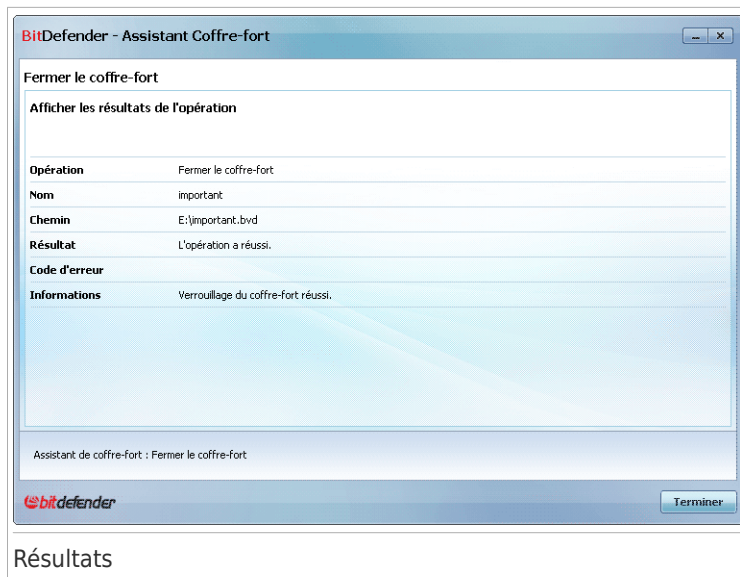 BitDefender - Assistant Coffre-fort
Fermer le coffre-fort
Afficher les résultats de l'opération
Opération Fermer le coffre-fort
Nom important
Chemin E:\important.bvd
Résultat L'opération a réussi.
Code d'erreur
Informations Verrouillage du coffre-fort réussi.
Assistant de coffre-fort : Fermer le coffre-fort
bitdefender
Terminer
Résultats